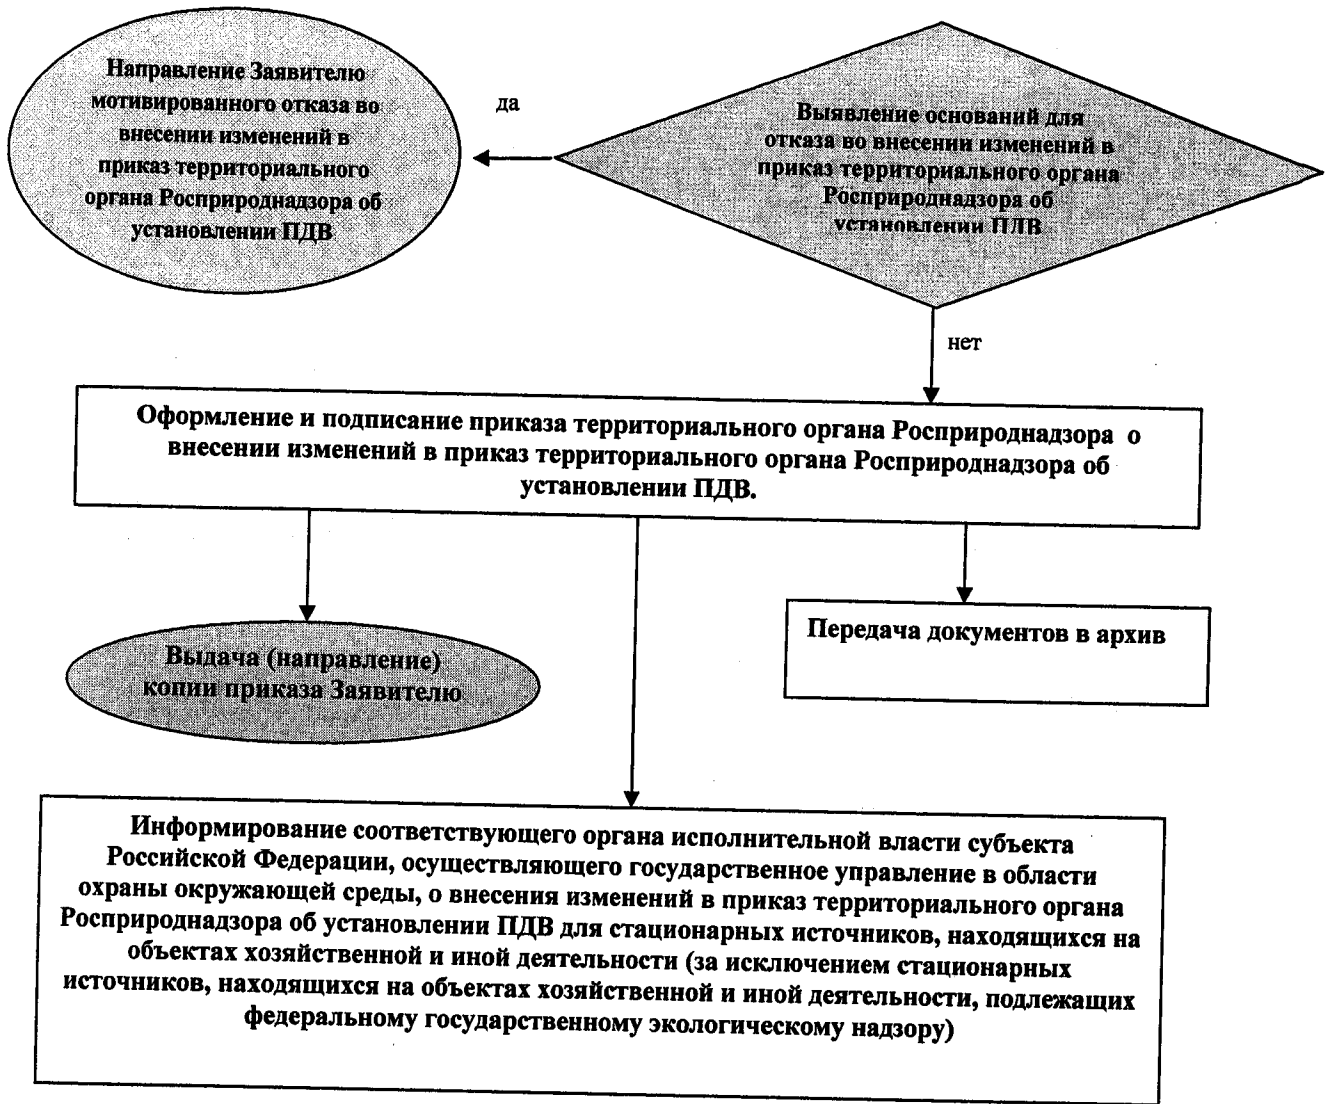 Направление Заявителю
мотивированного отказа во
внесении изменений в
приказ территориального
органа Росприроднадзора об
установлении ПДВ
да
Выявление оснований для
отказа во внесении изменений в
приказ территориального органа
Росприроднадзора об
установлении ПДВ
нет
Оформление и подписание приказа территориального органа Росприроднадзора о
внесении изменений в приказ территориального органа Росприроднадзора об
установлении ПДВ.
Выдача (направление)
копии приказа Заявителю
Передача документов в архив
Информирование соответствующего органа исполнительной власти субъекта
Российской Федерации, осуществляющего государственное управление в области
охраны окружающей среды, о внесения изменений в приказ территориального органа
Росприроднадзора об установлении ПДВ для стационарных источников, находящихся на
объектах хозяйственной и иной деятельности (за исключением стационарных
источников, находящихся на объектах хозяйственной и иной деятельности, подлежащих
федеральному государственному экологическому надзору)